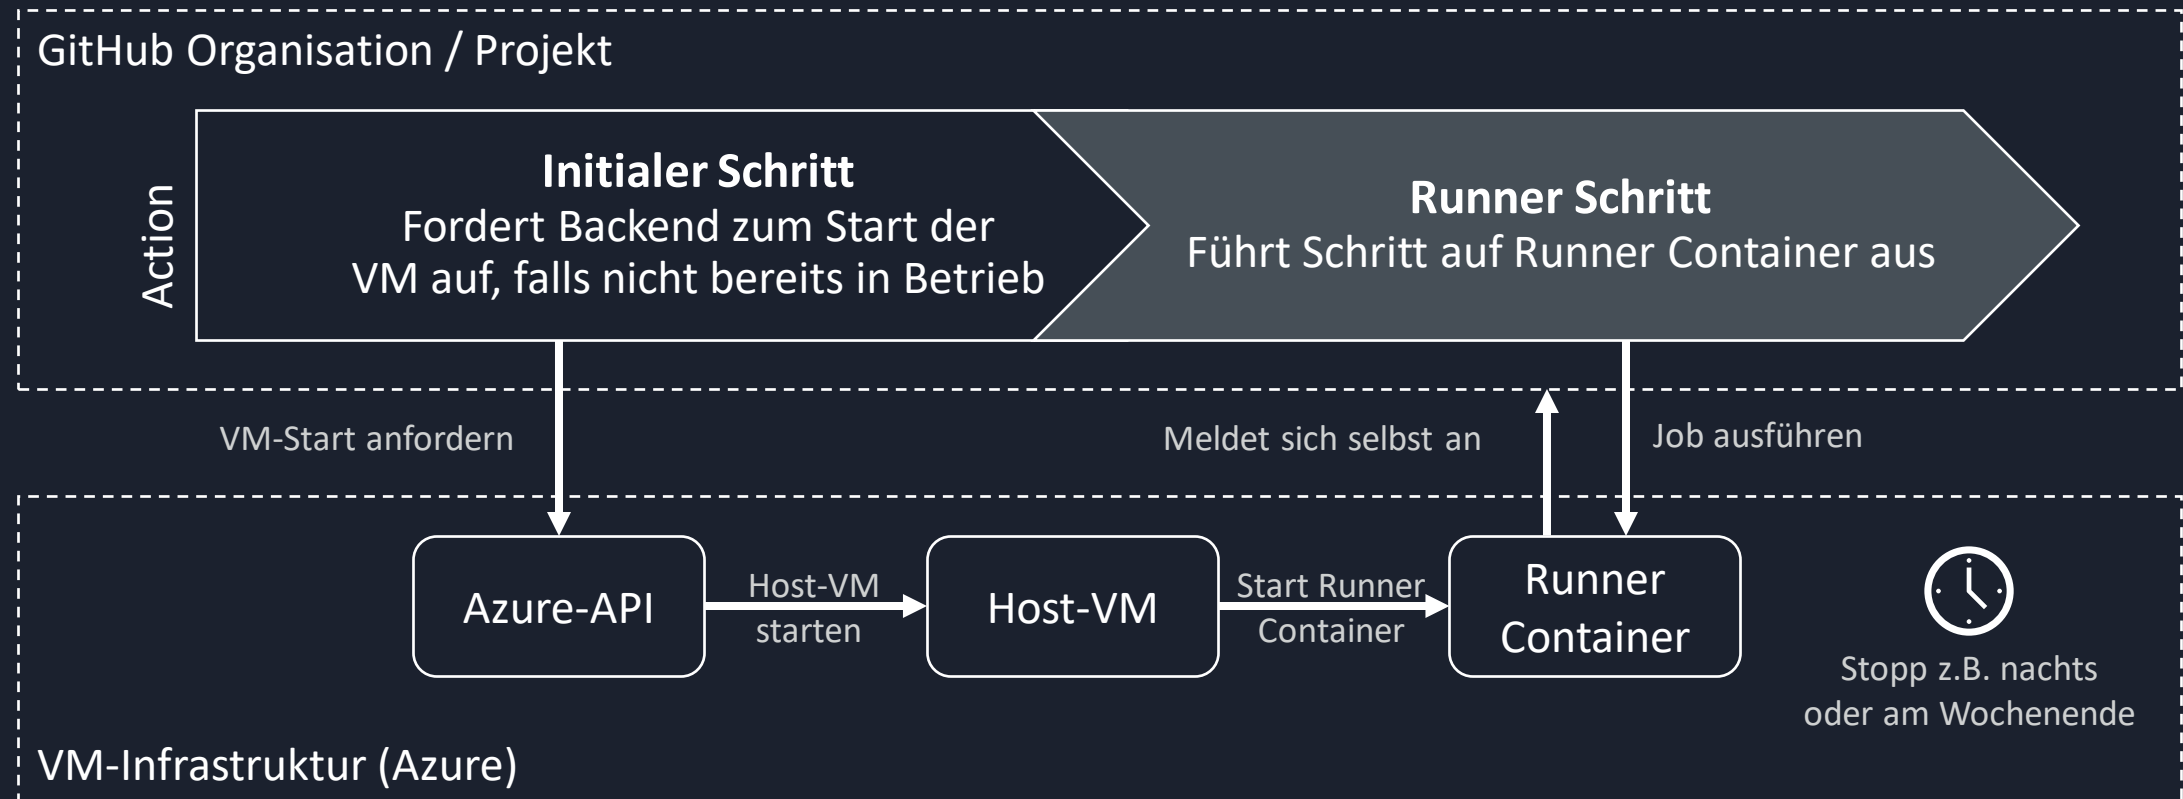 GitHub Organisation / Projekt
Action
Initialer Schritt
Fordert Backend zum Start der
VM auf, falls nicht bereits in Betrieb
Runner Schritt
Führt Schritt auf Runner Container aus
VM-Start anfordern
Meldet sich selbst an
Job ausführen
Azure-API
Host-VM
starten
Host-VM
Start Runner
Container
Runner
Container
Stopp z.B. nachts
oder am Wochenende
VM-Infrastruktur (Azure)